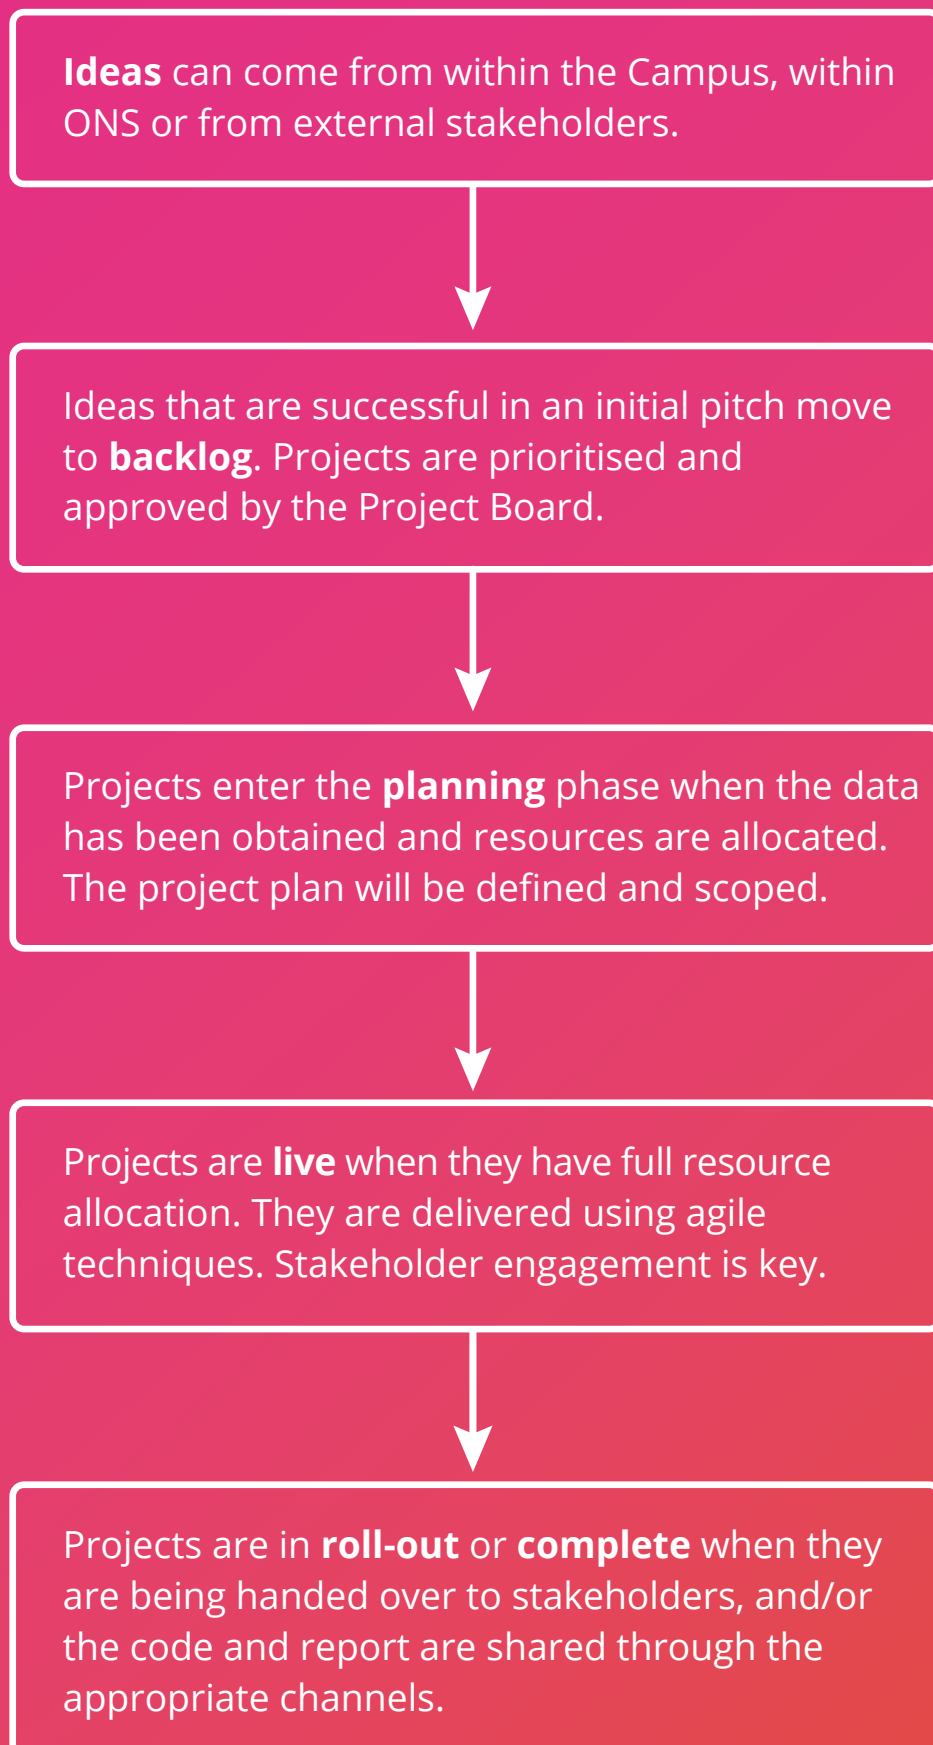 Ideas can come from within the Campus, within
ONS or from external stakeholders.
Ideas that are successful in an initial pitch move
to backlog. Projects are prioritised and
approved by the Project Board.
Projects enter the planning phase when the data
has been obtained and resources are allocated.
The project plan will be defined and scoped.
Projects are live when they have full resource
allocation. They are delivered using agile
techniques. Stakeholder engagement is key.
Projects are in roll-out or complete when they
are being handed over to stakeholders, and/or
the code and report are shared through the
appropriate channels.